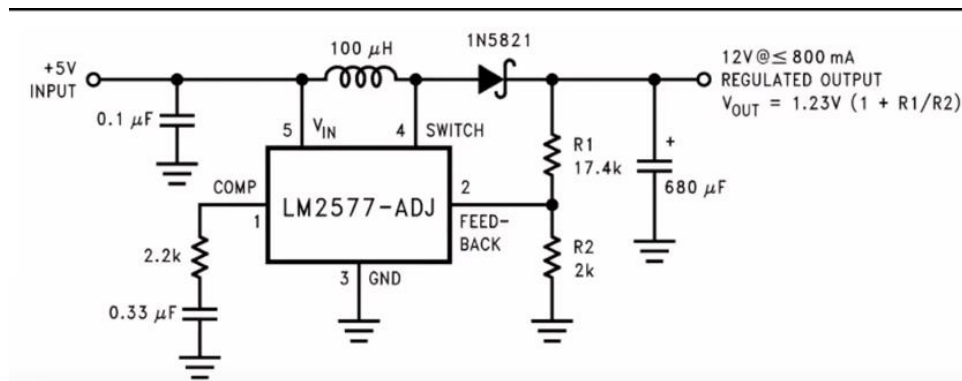 +5V
INPUT
0.1 µF
100 µH
1N5821
12V@≤ 800 mA
REGULATED OUTPUT
VOUT = 1.23V (1 + R1/R2)
5
VIN
4
SWITCH
COMP
1
LM2577-ADJ
2
FEED-
BACK
3
GND
R1
17.4k
+
680 µF
R2
2k
2.2k
0.33 µF